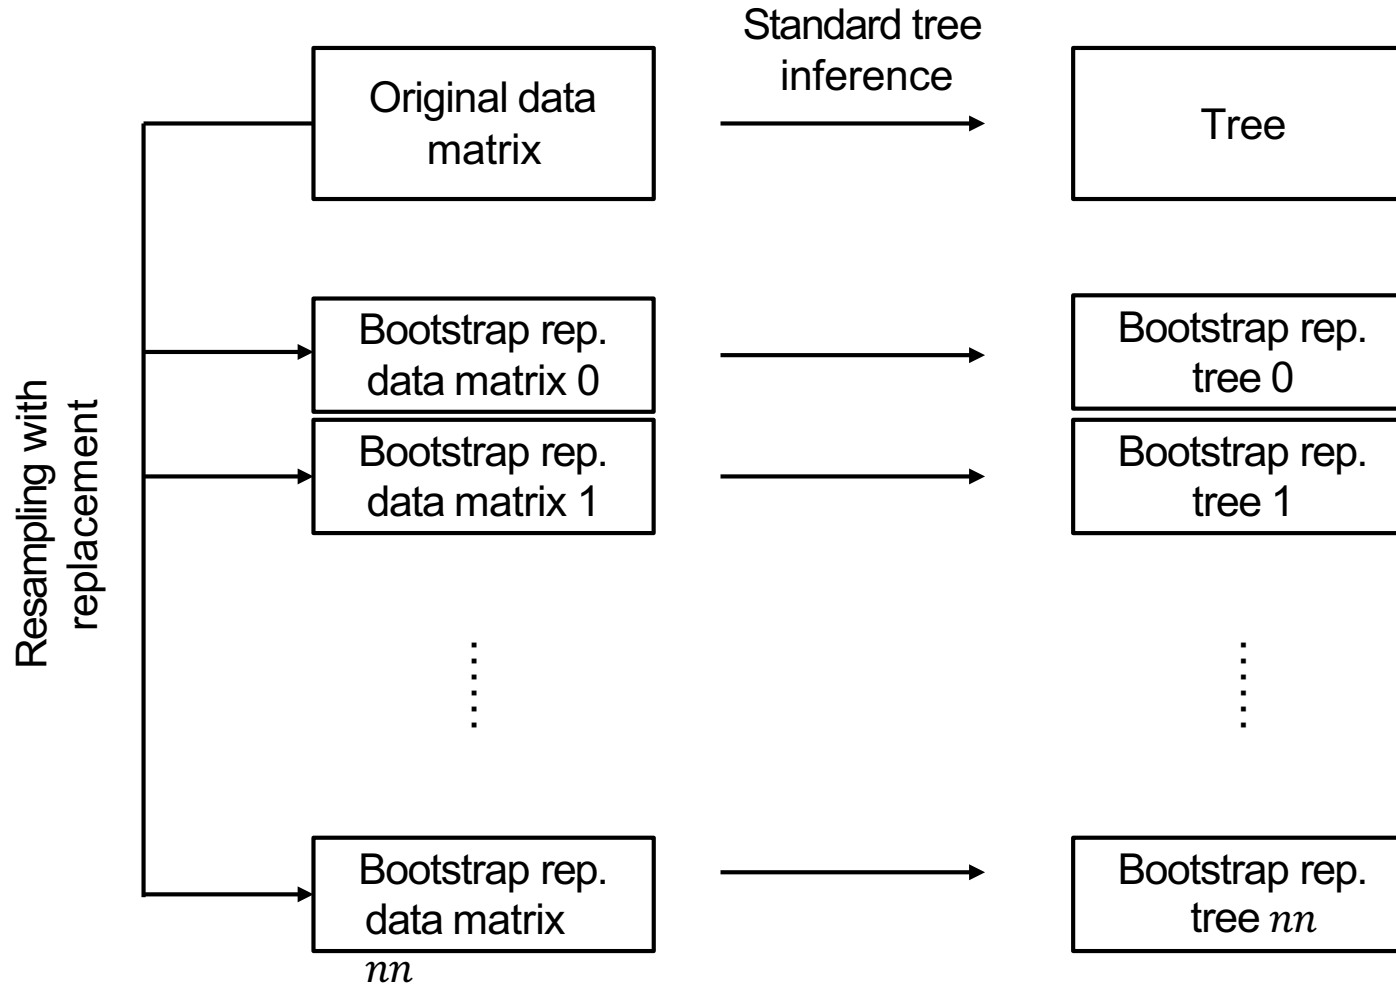 Standard tree
inference
Original data
matrix
Tree
Resampling with
replacement
Bootstrap rep.
data matrix 0
Bootstrap rep.
tree 0
Bootstrap rep.
data matrix 1
Bootstrap rep.
tree 1
Bootstrap rep.
data matrix
𝑛𝑛
Bootstrap rep.
tree 𝑛𝑛